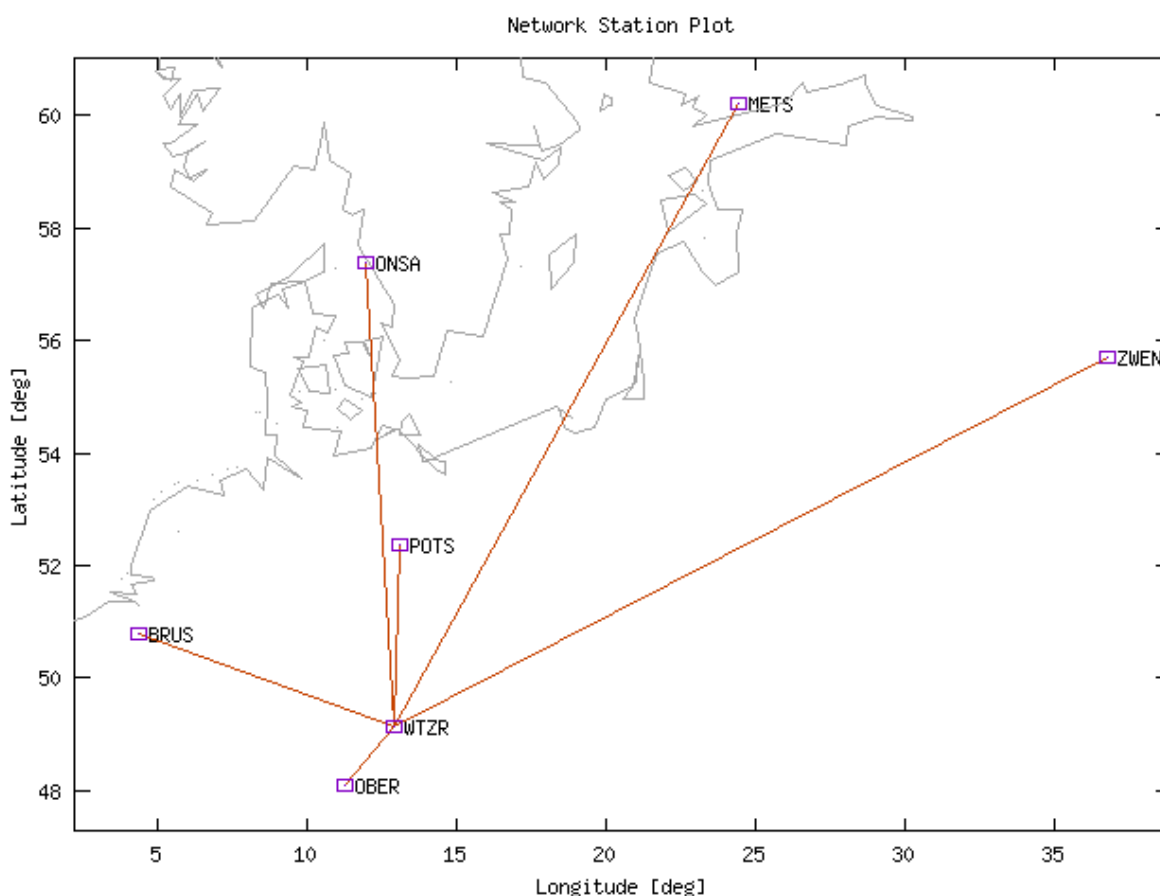 Network Station Plot
60
METS
58
ONSA
56
ZWEN
54
52
POTS
BRUS
50
WTZR
OBER
48
Latitude [deg]
5 10 15 20 25 30 35
Longitude [deg]